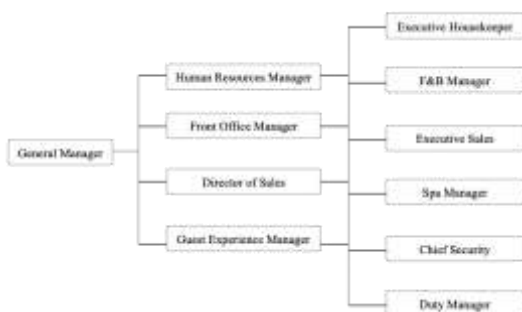 Executive Housekeeper
Human Resources Manager
F&B Manager
Front Office Manager
Executive Sales
General Manager
Director of Sales
Spa Manager
Guest Experience Manager
Chief Security
Duty Manager